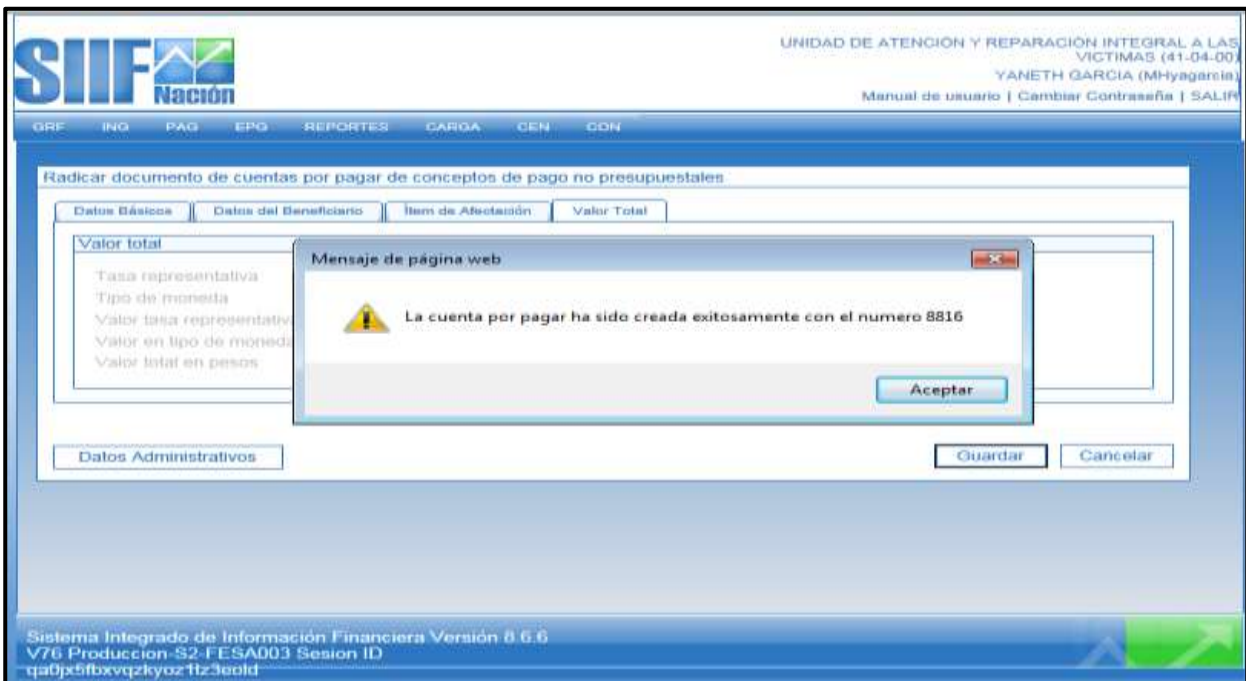 SIIF Nación
UNIDAD DE ATENCION Y REPARACIÓN INTEGRAL A LAS
VICTIMAS (41-04-00)
YANETH GARCIA (MHyagarcia)
Manual de usuario | Cambiar Contraseña | SALIR
GRF ING PAG EPG REPORTES CARGA CEN CON
Radicar documento de cuentas por pagar de conceptos de pago no presupuestales
Datos Básicos Datos del Beneficiario Ítem de Afectación Valor Total
Valor total
Mensaje de página web
Tasa representativa
Tipo de moneda
La cuenta por pagar ha sido creada exitosamente con el numero 8816
Valor tasa representativ
Valor en tipo de moneda
Valor total en pesos
Aceptar
Datos Administrativos Guardar Cancelar
Sistema Integrado de Información Financiera Versión 8.6.6
V76 Produccion-S2-FESA003 Sesion ID